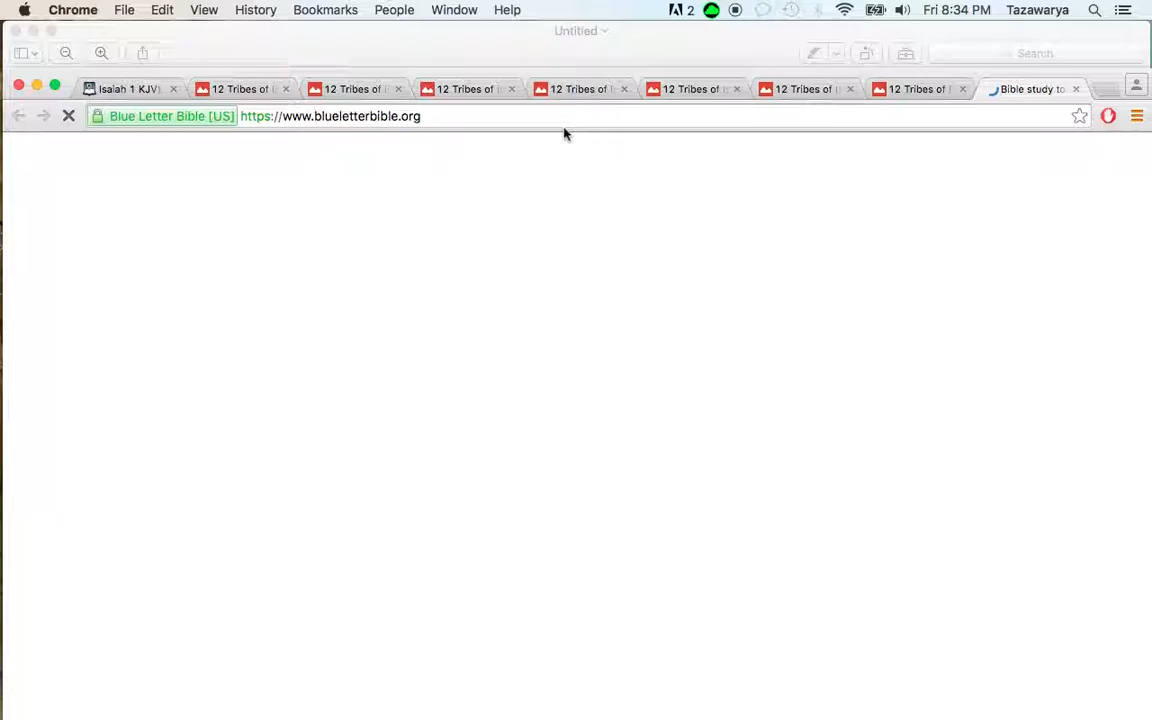 Chrome File Edit View History Bookmarks People Window Help 2 Fri 8:34 PM Tazawarya
Untitled
Search
Isaiah 1 KJV) 12 Tribes of 12 Tribes of 12 Tribes of 12 Tribes of 12 Tribes of 12 Tribes of 12 Tribes of Bible study to
Blue Letter Bible [US] https://www.blueletterbible.org